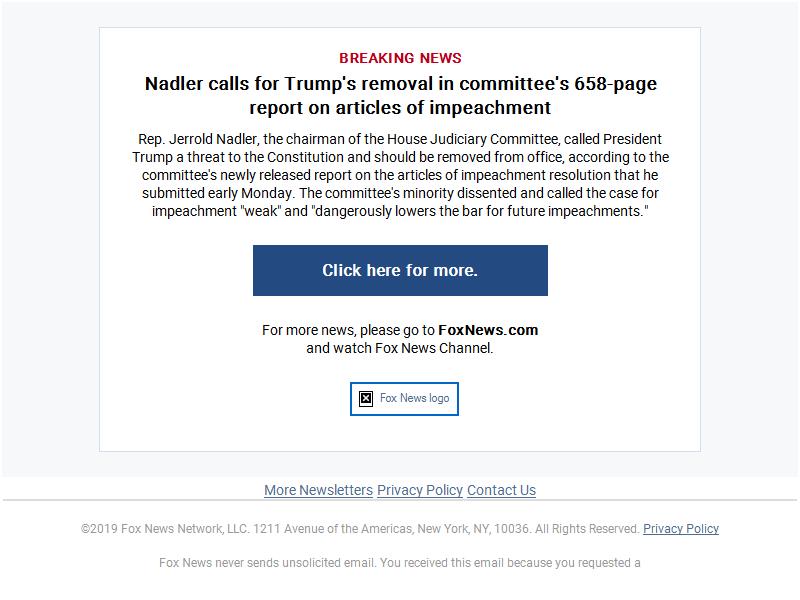 BREAKING NEWS
Nadler calls for Trump's removal in committee's 658-page
report on articles of impeachment
Rep. Jerrold Nadler, the chairman of the House Judiciary Committee, called President
Trump a threat to the Constitution and should be removed from office, according to the
committee's newly released report on the articles of impeachment resolution that he
submitted early Monday. The committee's minority dissented and called the case for
impeachment "weak" and "dangerously lowers the bar for future impeachments."
Click here for more.
For more news, please go to FoxNews.com
and watch Fox News Channel.
Fox News logo
More Newsletters Privacy Policy Contact Us
©2019 Fox News Network, LLC. 1211 Avenue of the Americas, New York, NY, 10036. All Rights Reserved. Privacy Policy
Fox News never sends unsolicited email. You received this email because you requested a